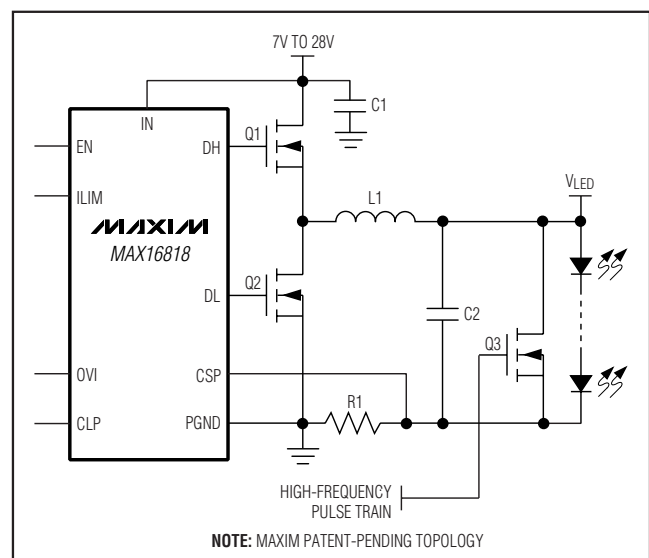 7V TO 28V
C1
IN
EN
DH
Q1
ILIM
L1
VLED
MAXIM
MAX16818
Q2
DL
C2
Q3
OVI
CSP
R1
CLP
PGND
HIGH-FREQUENCY
PULSE TRAIN
NOTE: MAXIM PATENT-PENDING TOPOLOGY